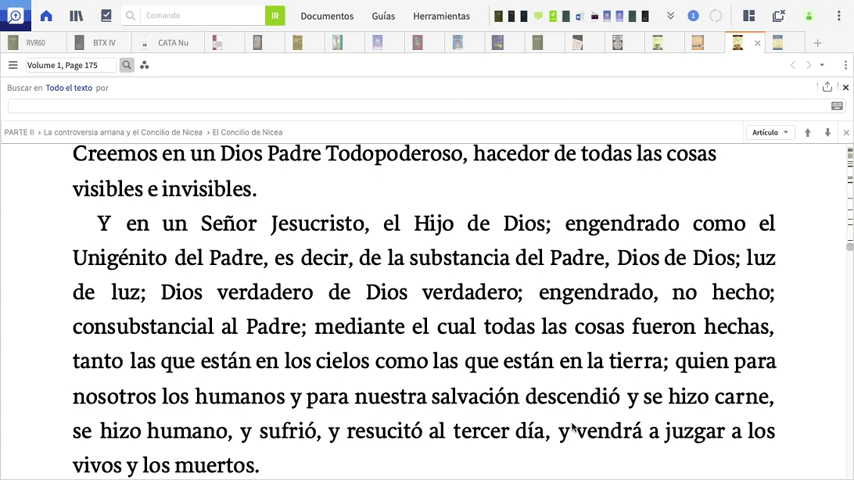 Comando
IR
Documentos
Guías
Herramientas
1
RVR60
BTX IV
CATA Nu
Volume 1, Page 175
Buscar en Todo el texto por
PARTE II › La controversia arriana y el Concilio de Nicea › El Concilio de Nicea
Artículo
Creemos en un Dios Padre Todopoderoso, hacedor de todas las cosas
visibles e invisibles.
Y en un Señor Jesucristo, el Hijo de Dios; engendrado como el
Unigénito del Padre, es decir, de la substancia del Padre, Dios de Dios; luz
de luz; Dios verdadero de Dios verdadero; engendrado, no hecho;
consubstancial al Padre; mediante el cual todas las cosas fueron hechas,
tanto las que están en los cielos como las que están en la tierra; quien para
nosotros los humanos y para nuestra salvación descendió y se hizo carne,
se hizo humano, y sufrió, y resucitó al tercer día, y vendrá a juzgar a los
vivos y los muertos.